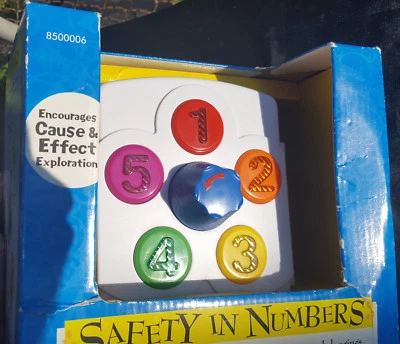 8500006
Encourages
Cause &
Effect
Exploration
1
5
2
4
3
SAFETY IN NUMBERS